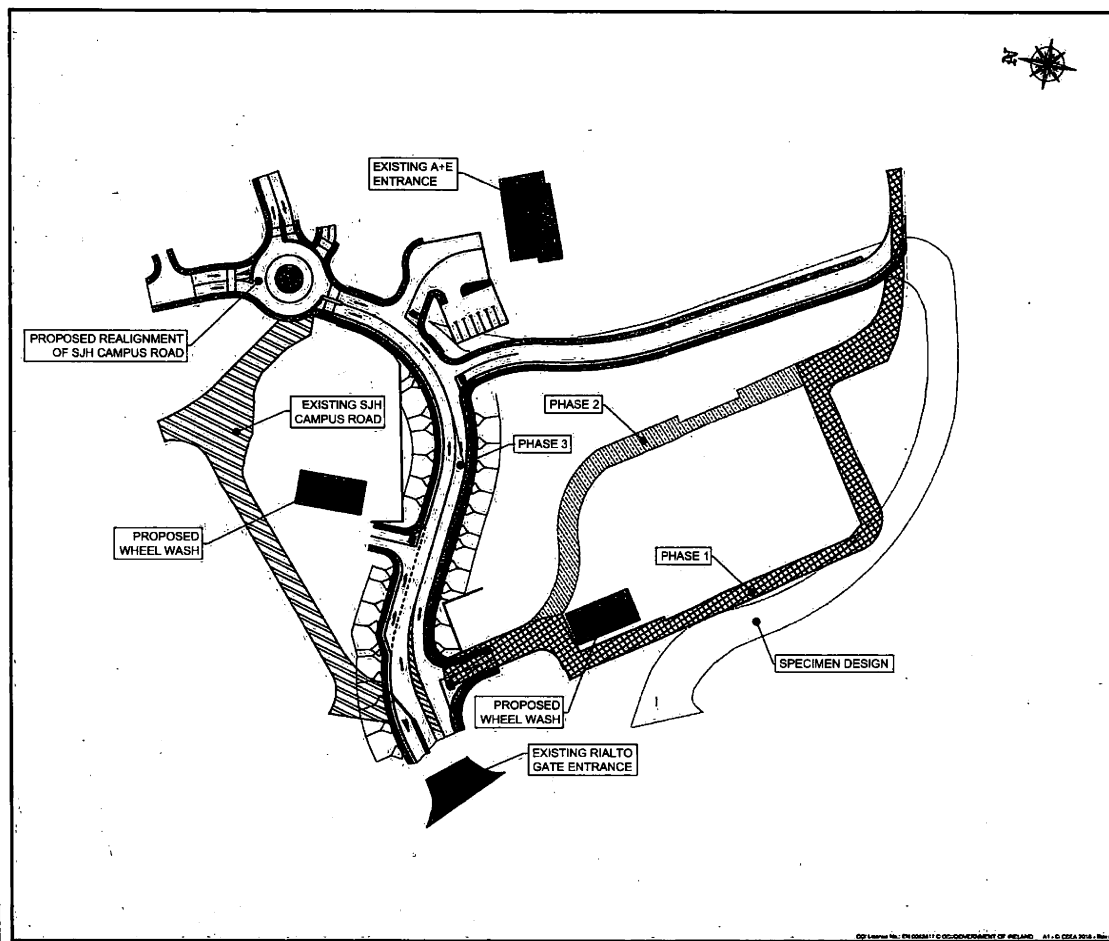 EXISTING A+E
ENTRANCE
PROPOSED REALIGNMENT
OF SJH CAMPUS ROAD
EXISTING SJH
CAMPUS ROAD
PHASE 2
PHASE 3
PROPOSED
WHEEL WASH
PHASE 1
SPECIMEN DESIGN
PROPOSED
WHEEL WASH
EXISTING RIALTO
GATE ENTRANCE